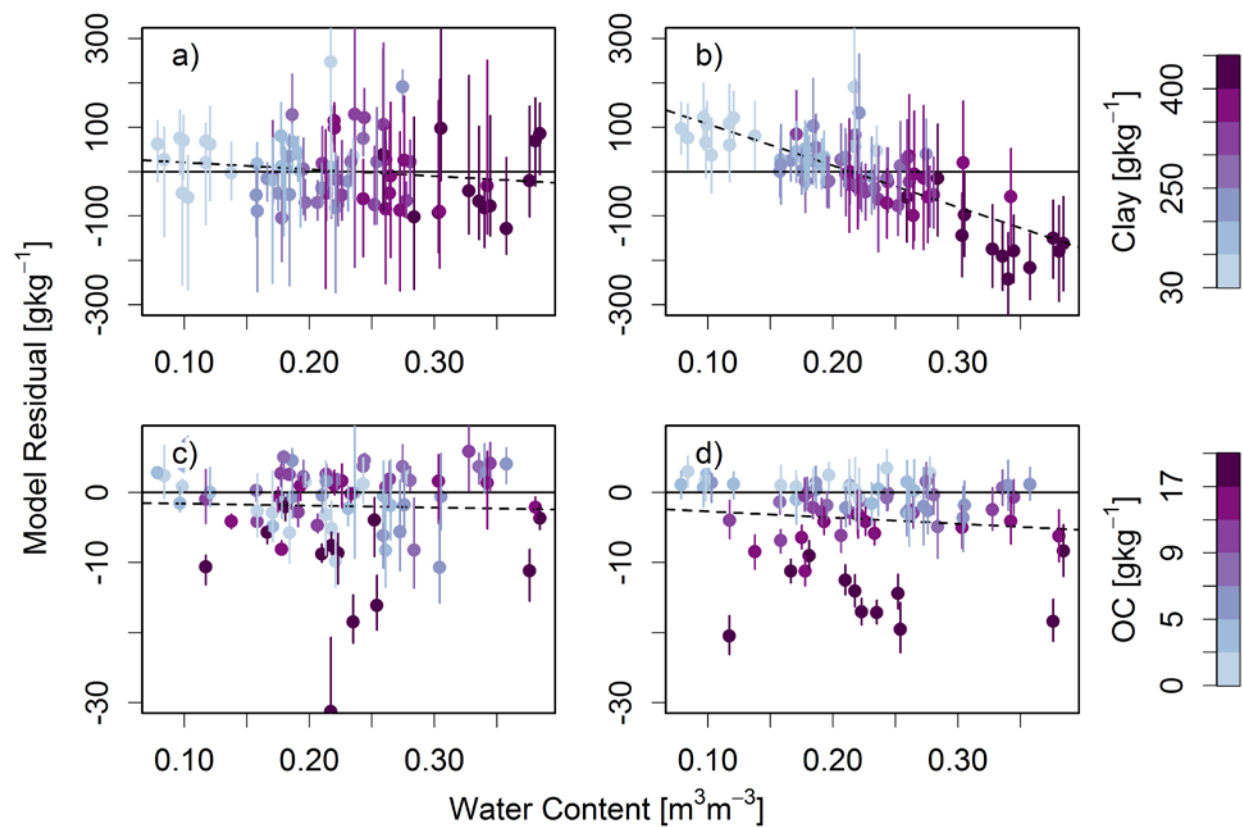 a)
b)
c)
d)
300
100
-100
-300
300
100
-100
-300
0.10 0.20 0.30
0.10 0.20 0.30
0
-10
-30
0
-10
-30
0.10 0.20 0.30
0.10 0.20 0.30
Model Residual [gkg⁻¹]
Water Content [m³m⁻³]
Clay [gkg⁻¹]
30 250 400
OC [gkg⁻¹]
0 5 9 17